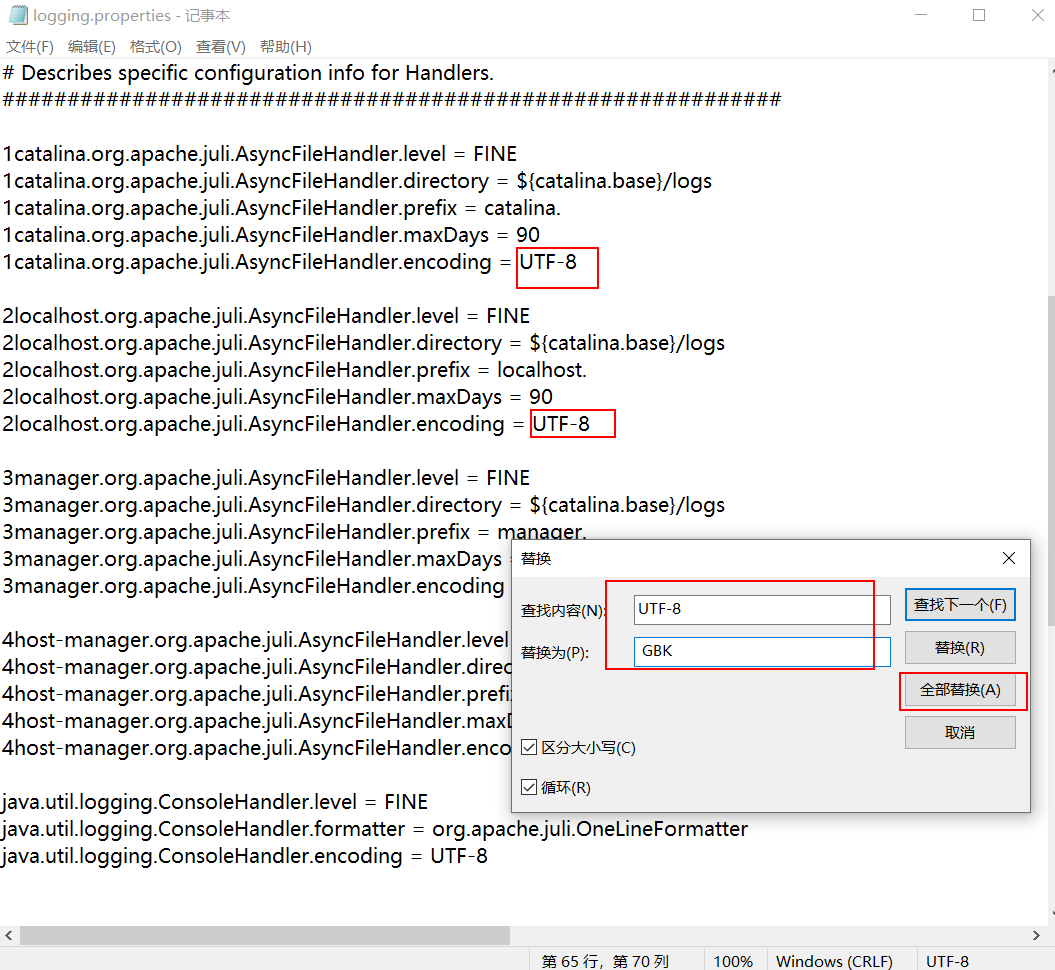 logging.properties - 记事本
文件(F) 编辑(E) 格式(O) 查看(V) 帮助(H)
# Describes specific configuration info for Handlers.
############################################################
1catalina.org.apache.juli.AsyncFileHandler.level = FINE
1catalina.org.apache.juli.AsyncFileHandler.directory = ${catalina.base}/logs
1catalina.org.apache.juli.AsyncFileHandler.prefix = catalina.
1catalina.org.apache.juli.AsyncFileHandler.maxDays = 90
1catalina.org.apache.juli.AsyncFileHandler.encoding = UTF-8
2localhost.org.apache.juli.AsyncFileHandler.level = FINE
2localhost.org.apache.juli.AsyncFileHandler.directory = ${catalina.base}/logs
2localhost.org.apache.juli.AsyncFileHandler.prefix = localhost.
2localhost.org.apache.juli.AsyncFileHandler.maxDays = 90
2localhost.org.apache.juli.AsyncFileHandler.encoding = UTF-8
3manager.org.apache.juli.AsyncFileHandler.level = FINE
3manager.org.apache.juli.AsyncFileHandler.directory = ${catalina.base}/logs
3manager.org.apache.juli.AsyncFileHandler.prefix = manager.
3manager.org.apache.juli.AsyncFileHandler.maxDays
3manager.org.apache.juli.AsyncFileHandler.encoding
4host-manager.org.apache.juli.AsyncFileHandler.level
4host-manager.org.apache.juli.AsyncFileHandler.direc
4host-manager.org.apache.juli.AsyncFileHandler.prefi
4host-manager.org.apache.juli.AsyncFileHandler.maxD
4host-manager.org.apache.juli.AsyncFileHandler.enco
java.util.logging.ConsoleHandler.level = FINE
java.util.logging.ConsoleHandler.formatter = org.apache.juli.OneLineFormatter
java.util.logging.ConsoleHandler.encoding = UTF-8
替换
查找内容(N): UTF-8 查找下一个(F)
替换为(P): GBK 替换(R)
全部替换(A)
取消
区分大小写(C)
循环(R)
第 65 行，第 70 列 100% Windows (CRLF) UTF-8